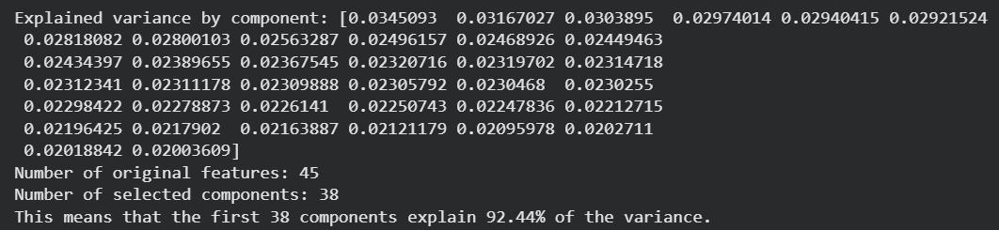 Explained variance by component: [0.0345093  0.03167027 0.0303895  0.02974014 0.02940415 0.02921524
 0.02818082 0.02800103 0.02563287 0.02496157 0.02468926 0.02449463
 0.02434397 0.02389655 0.02367545 0.02320716 0.02319702 0.02314718
 0.02312341 0.02311178 0.02309888 0.02305792 0.0230468  0.0230255
 0.02298422 0.02278873 0.0226141  0.02250743 0.02247836 0.02212715
 0.02196425 0.0217902  0.02163887 0.02121179 0.02095978 0.0202711
 0.02018842 0.02003609]
Number of original features: 45
Number of selected components: 38
This means that the first 38 components explain 92.44% of the variance.